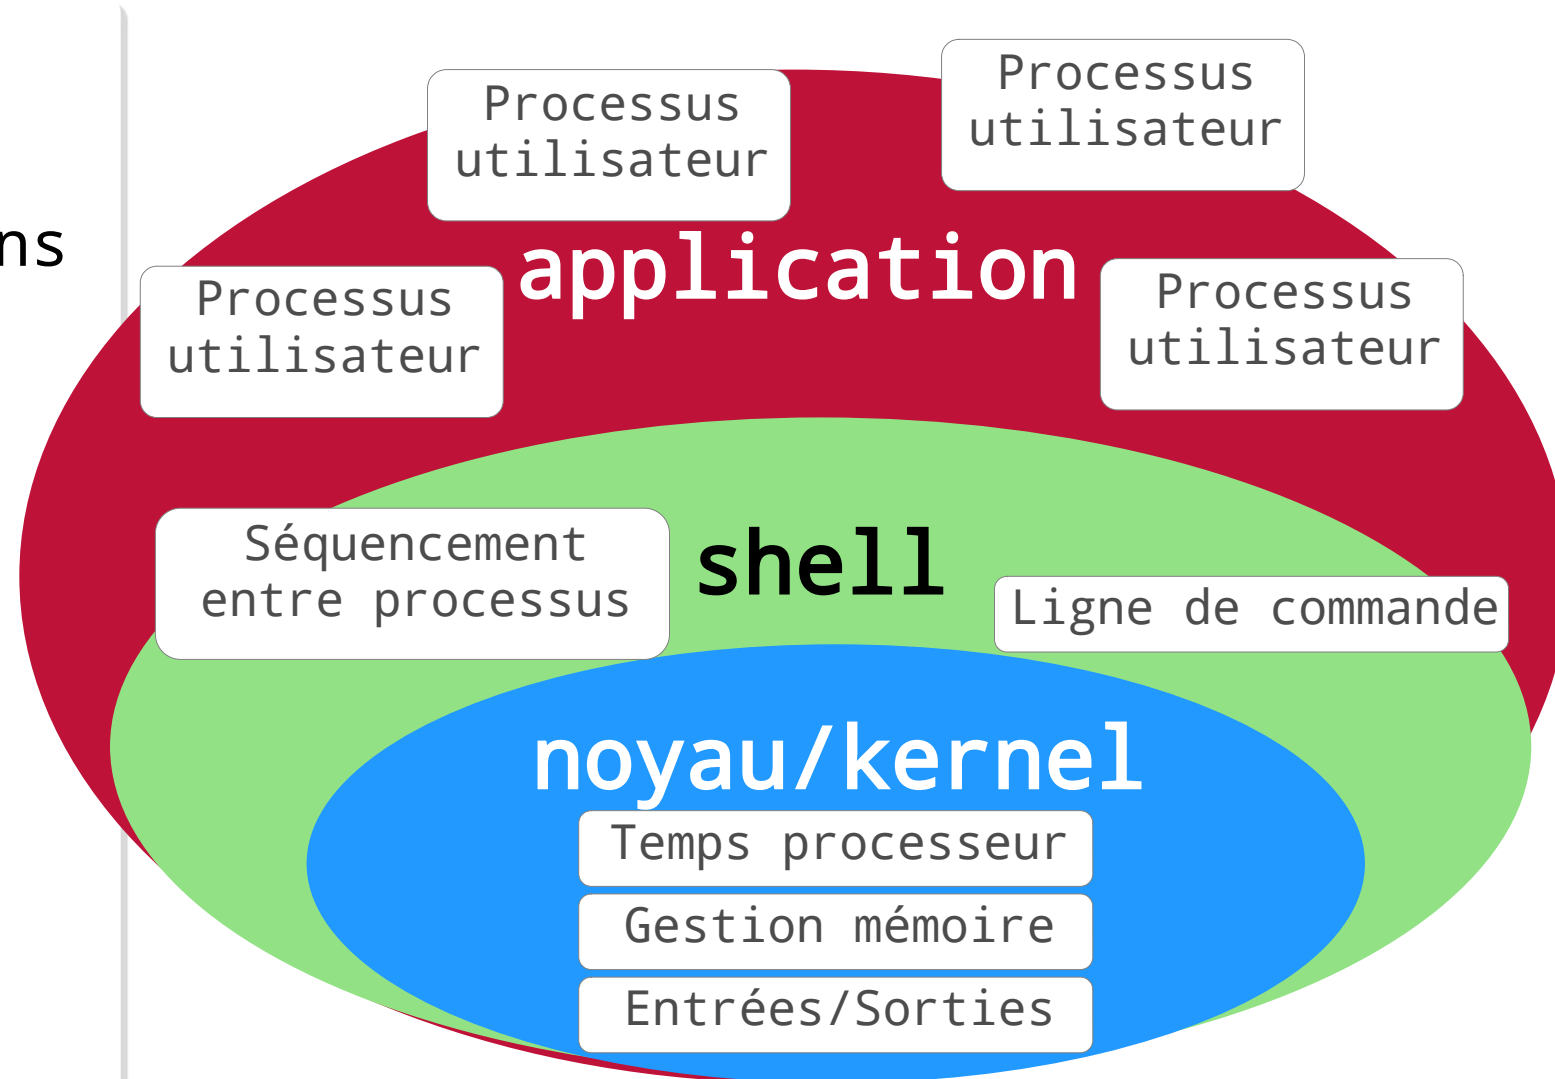 Processus
utilisateur
Processus
utilisateur
ns
application
Processus
utilisateur
Processus
utilisateur
shell
Séquencement
entre processus
Ligne de commande
noyau/kernel
Temps processeur
Gestion mémoire
Entrées/Sorties